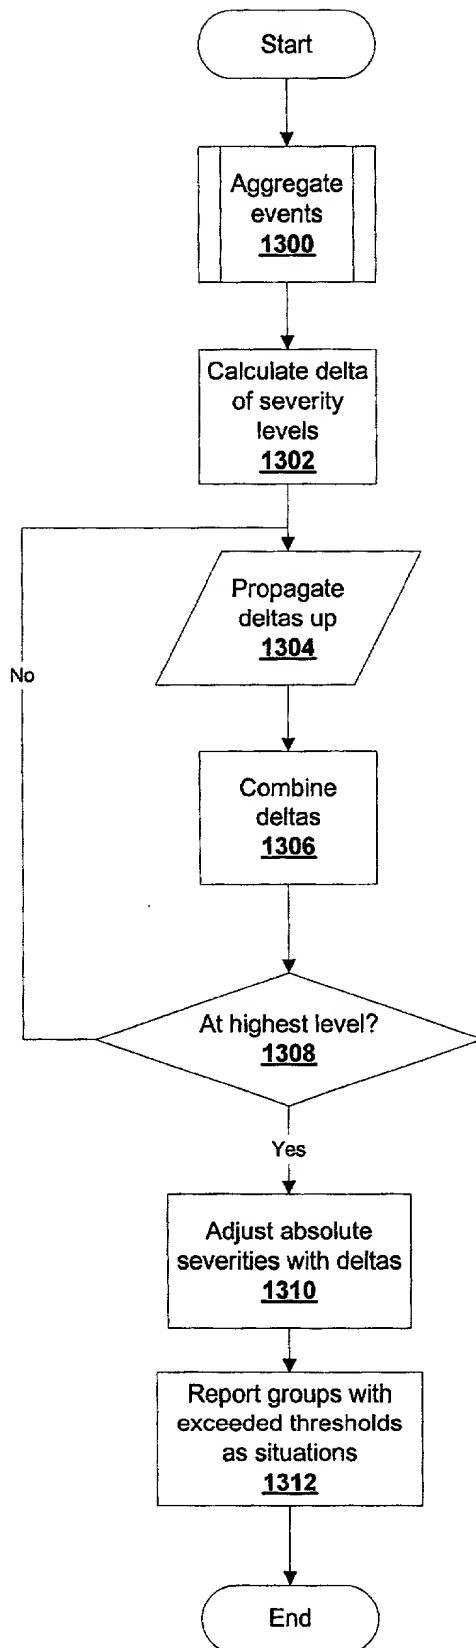 Start
Aggregate
events
1300
Calculate delta
of severity
levels
1302
Propagate
deltas up
1304
No
Combine
deltas
1306
At highest level?
1308
Yes
Adjust absolute
severities with deltas
1310
Report groups with
exceeded thresholds
as situations
1312
End